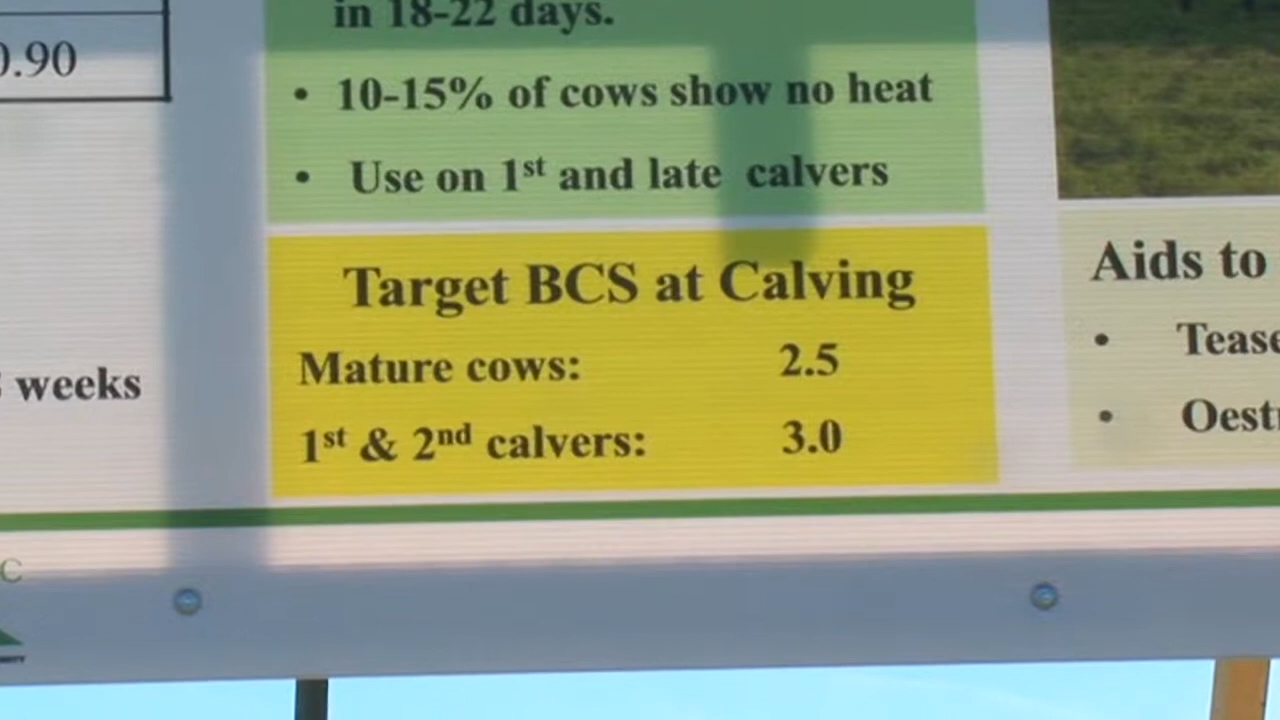 in 18-22 days.
0.90
• 10-15% of cows show no heat
• Use on 1st and late calvers
Target BCS at Calving
Mature cows: 2.5
1st & 2nd calvers: 3.0
weeks
Aids to
• Tease
• Oest
C